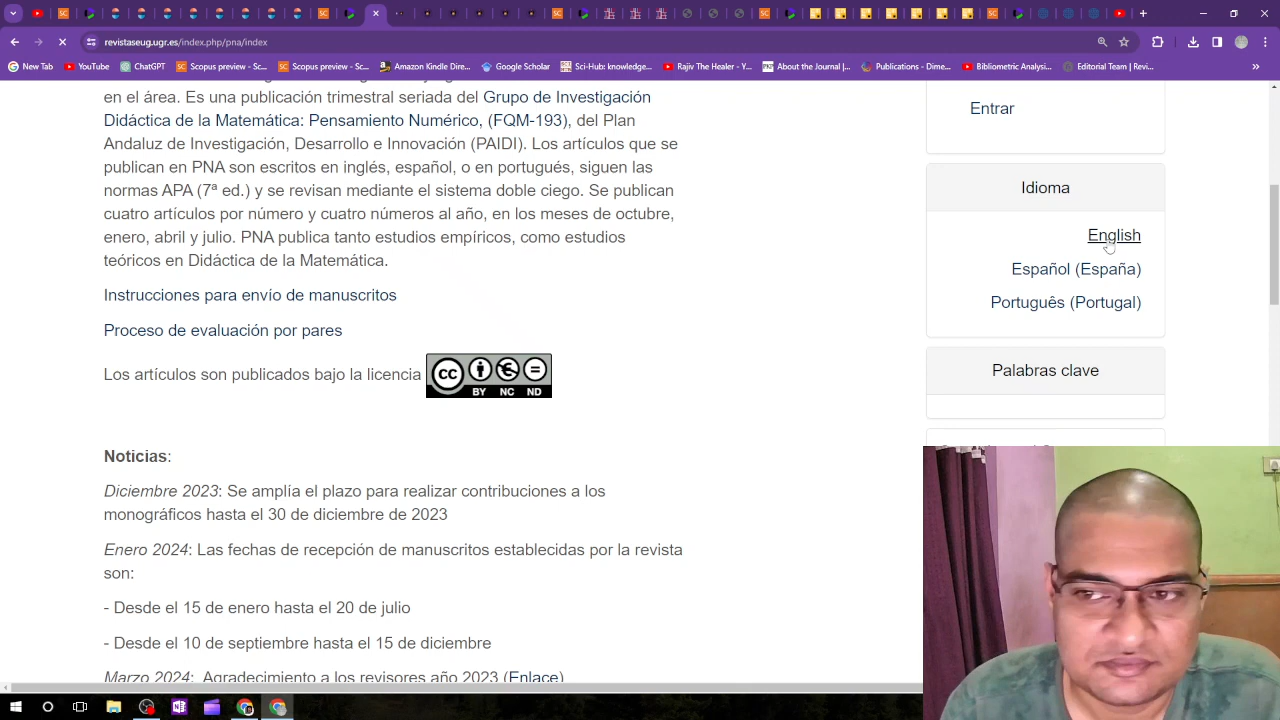 revistaseug.ugr.es/index.php/pna/index
New Tab
YouTube
ChatGPT
Scopus preview - Sc...
Scopus preview - Sc...
Amazon Kindle Dire...
Google Scholar
Sci-Hub: knowledge...
Rajiv The Healer - Y...
About the Journal |...
Publications - Dime...
Bibliometric Analysi...
Editorial Team | Revi...
en el área. Es una publicación trimestral seriada del Grupo de Investigación
Didáctica de la Matemática: Pensamiento Numérico, (FQM-193), del Plan
Andaluz de Investigación, Desarrollo e Innovación (PAIDI). Los artículos que se
publican en PNA son escritos en inglés, español, o en portugués, siguen las
normas APA (7ª ed.) y se revisan mediante el sistema doble ciego. Se publican
cuatro artículos por número y cuatro números al año, en los meses de octubre,
enero, abril y julio. PNA publica tanto estudios empíricos, como estudios
teóricos en Didáctica de la Matemática.
Instrucciones para envío de manuscritos
Proceso de evaluación por pares
Los artículos son publicados bajo la licencia
CC BY NC ND
Noticias:
Diciembre 2023: Se amplía el plazo para realizar contribuciones a los
monográficos hasta el 30 de diciembre de 2023
Enero 2024: Las fechas de recepción de manuscritos establecidas por la revista
son:
- Desde el 15 de enero hasta el 20 de julio
- Desde el 10 de septiembre hasta el 15 de diciembre
Marzo 2024: Agradecimiento a los revisores año 2023 (Enlace)
Entrar
Idioma
English
Español (España)
Português (Portugal)
Palabras clave